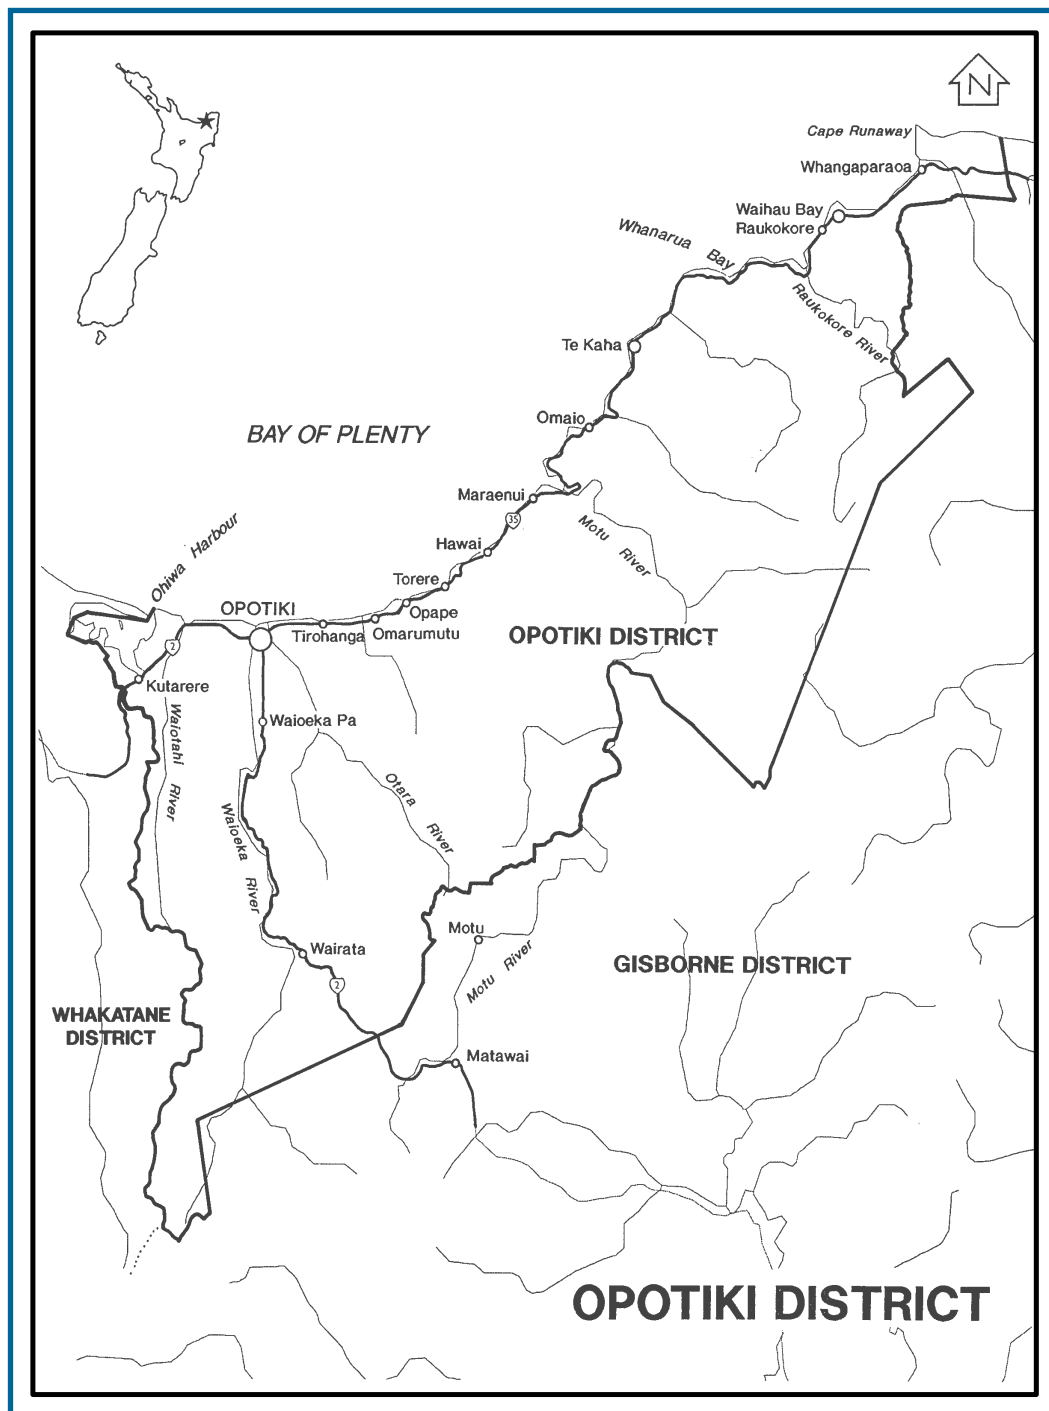 N
Cape Runaway
Whangaparaoa
Waihau Bay
Raukokore
Whanarua Bay
Raukokore River
Te Kaha
Omaio
BAY OF PLENTY
Maraenui
35
Motu River
Hawai
Ohiwa Harbour
Torere
Opape
OPOTIKI
Tirohanga
Omarumutu
OPOTIKI DISTRICT
2
Kutarere
Waiotahi River
Waioeka Pa
Otara River
Waioeka River
Motu
Wairata
Motu River
GISBORNE DISTRICT
2
WHAKATANE
DISTRICT
Matawai
OPOTIKI DISTRICT